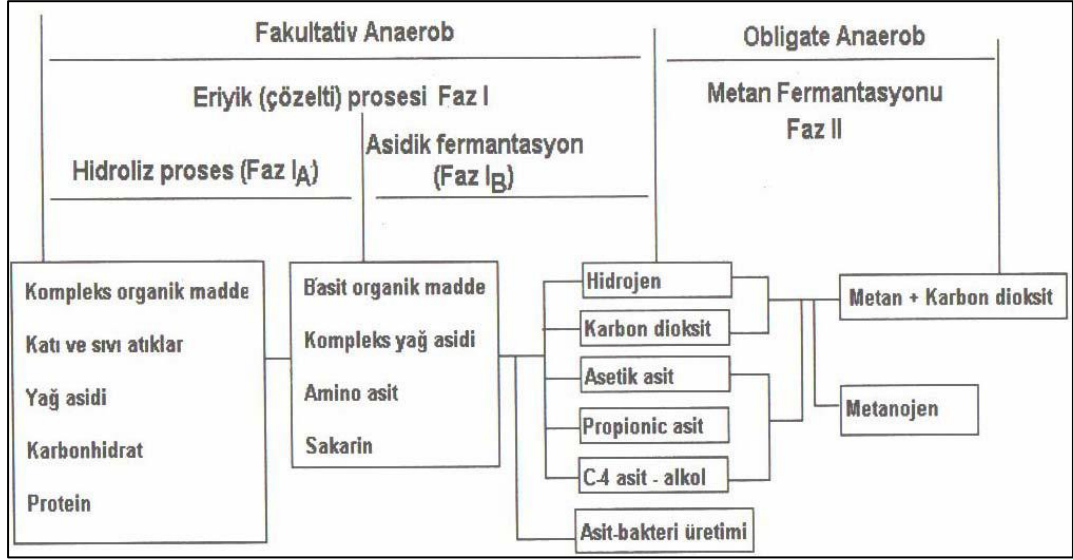 Fakultativ Anaerob
Obligate Anaerob
Eriyik (çözelti) prosesi Faz I
Metan Fermantasyonu
Faz II
Hidroliz proses (Faz IA)
Asidik fermantasyon
(Faz IB)
Kompleks organik madde
Katı ve sıvı atıklar
Yağ asidi
Karbonhidrat
Protein
Basit organik madde
Kompleks yağ asidi
Amino asit
Sakarin
Hidrojen
Karbon dioksit
Asetik asit
Propionic asit
C-4 asit - alkol
Asit-bakteri üretimi
Metan + Karbon dioksit
Metanojen